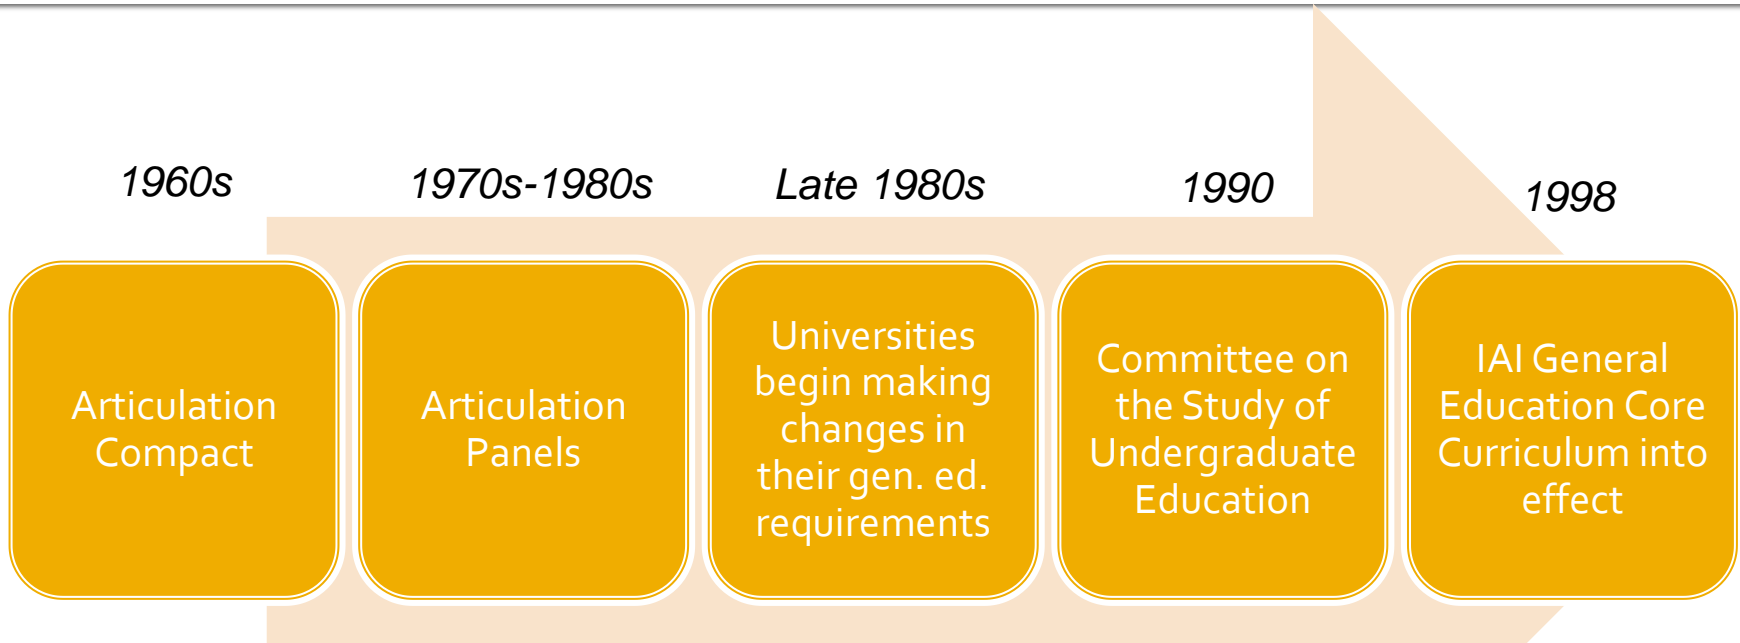 1960s
1970s-1980s
Late 1980s
1990
1998
Articulation
Compact
Articulation
Panels
Universities
begin making
changes in
their gen. ed.
requirements
Committee on
the Study of
Undergraduate
Education
IAI General
Education Core
Curriculum into
effect